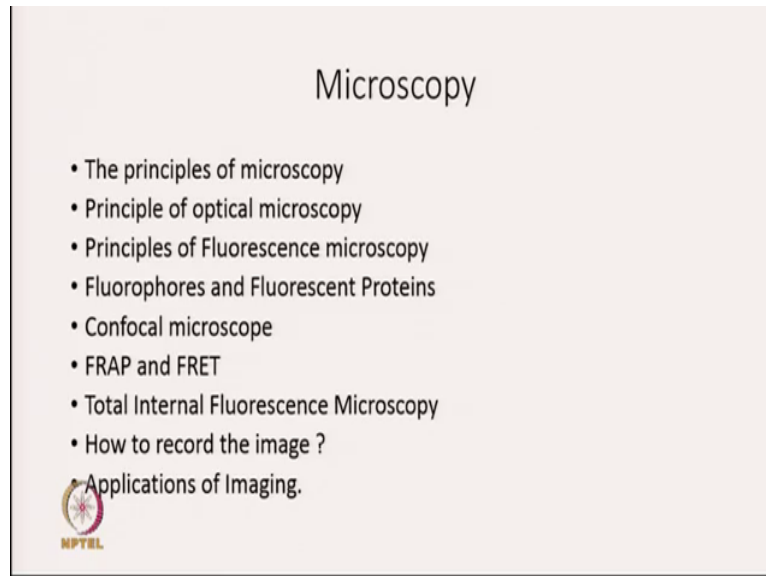 Microscopy
• The principles of microscopy
• Principle of optical microscopy
• Principles of Fluorescence microscopy
• Fluorophores and Fluorescent Proteins
• Confocal microscope
• FRAP and FRET
• Total Internal Fluorescence Microscopy
• How to record the image ?
• Applications of Imaging.
NPTEL